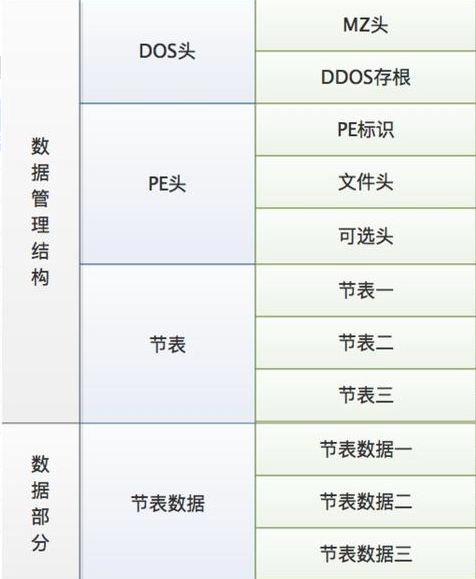 数据管理结构
DOS头
MZ头
DDOS存根
PE头
PE标识
文件头
可选头
节表
节表一
节表二
节表三
数据部分
节表数据
节表数据一
节表数据二
节表数据三